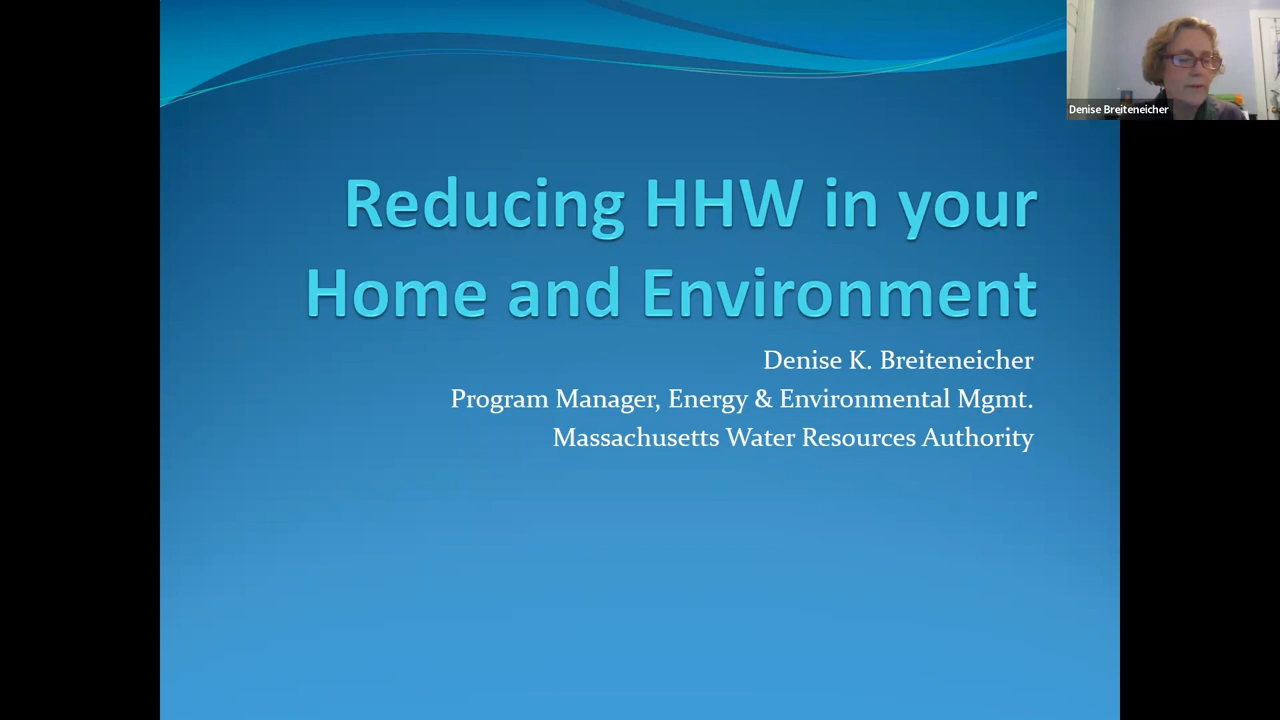 Denise Breiteneicher
Reducing HHW in your
Home and Environment
Denise K. Breiteneicher
Program Manager, Energy & Environmental Mgmt.
Massachusetts Water Resources Authority